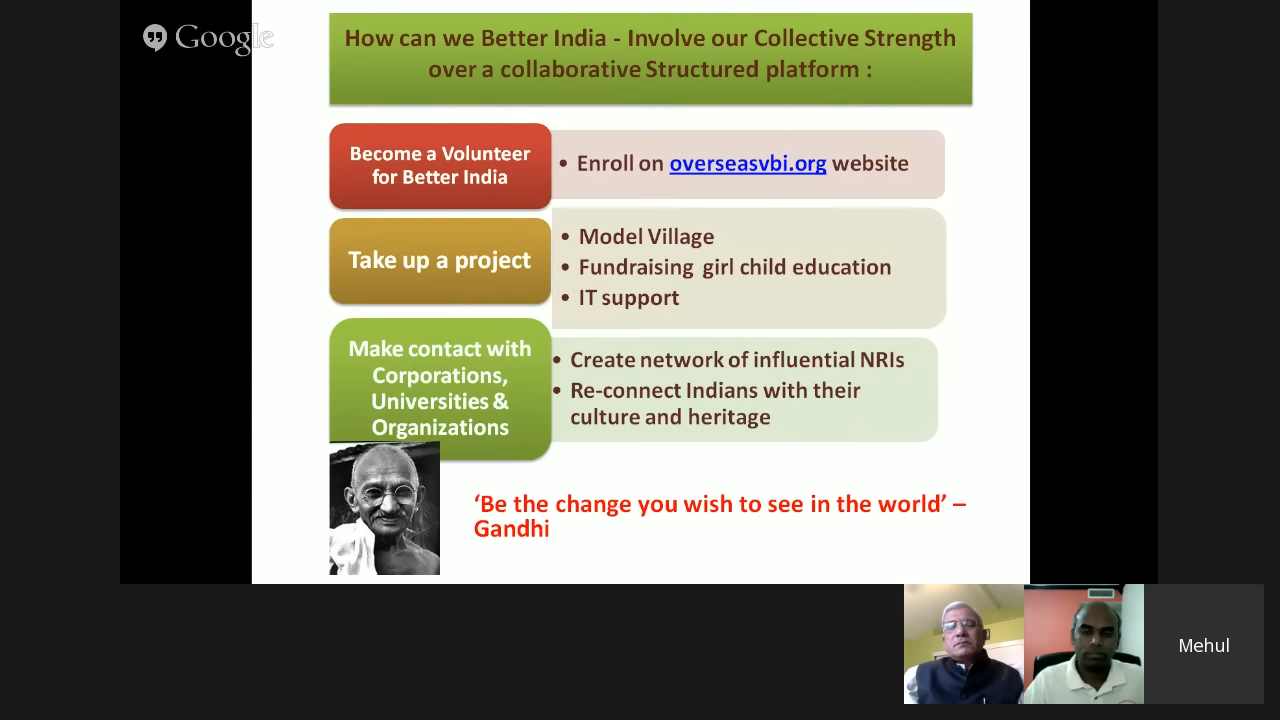 Google
How can we Better India - Involve our Collective Strength
over a collaborative Structured platform :
Become a Volunteer
for Better India
• Enroll on overseasvbi.org website
Take up a project
• Model Village
• Fundraising girl child education
• IT support
Make contact with
Corporations,
Universities &
Organizations
• Create network of influential NRIs
• Re-connect Indians with their
culture and heritage
‘Be the change you wish to see in the world’ –
Gandhi
Mehul